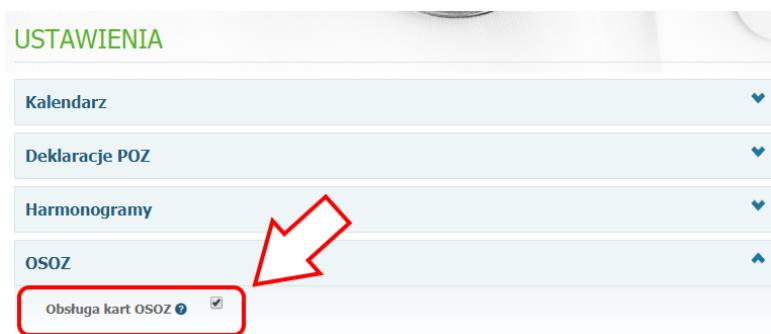 USTAWIENIA
Kalendarz
Deklaracje POZ
Harmonogramy
OSOZ
Obsługa kart OSOZ